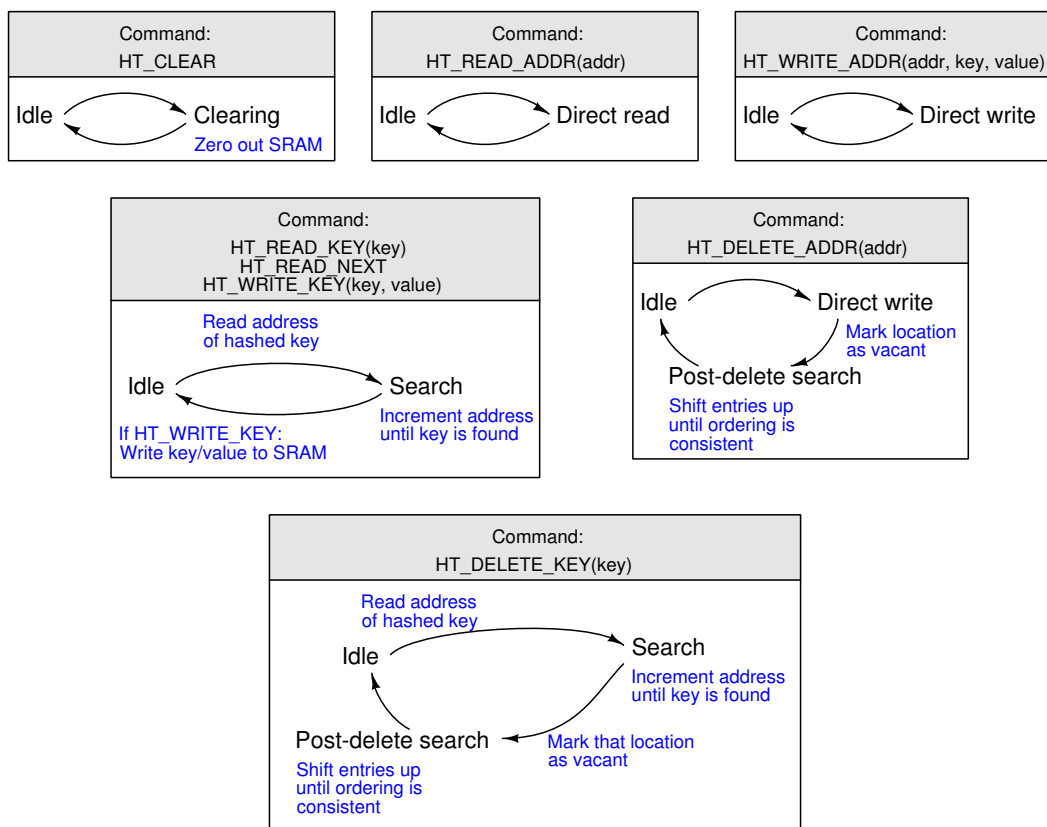 Command:
HT_CLEAR
Idle
Clearing
Zero out SRAM
Command:
HT_READ_ADDR(addr)
Idle
Direct read
Command:
HT_WRITE_ADDR(addr, key, value)
Idle
Direct write
Command:
HT_READ_KEY(key)
HT_READ_NEXT
HT_WRITE_KEY(key, value)
Read address
of hashed key
Idle
Search
Increment address
until key is found
If HT_WRITE_KEY:
Write key/value to SRAM
Command:
HT_DELETE_ADDR(addr)
Idle
Direct write
Mark location
as vacant
Post-delete search
Shift entries up
until ordering is
consistent
Command:
HT_DELETE_KEY(key)
Read address
of hashed key
Idle
Search
Increment address
until key is found
Post-delete search
Mark that location
as vacant
Shift entries up
until ordering is
consistent